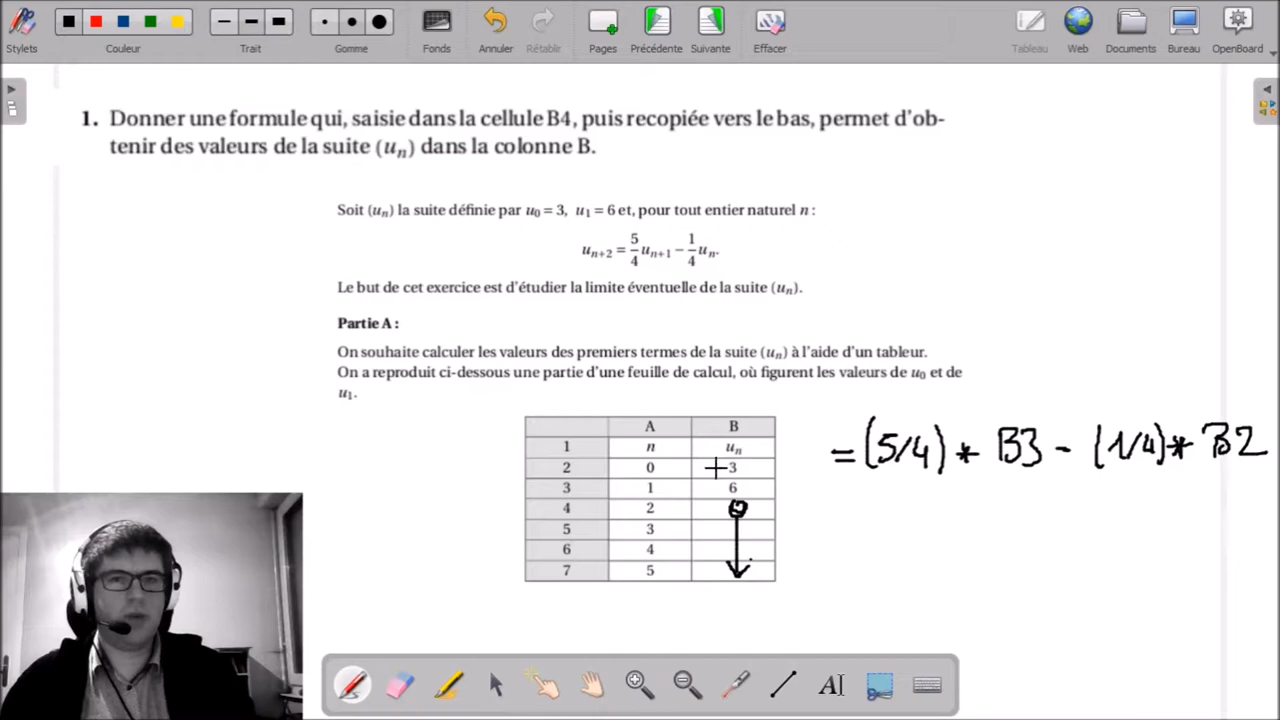 Stylets Couleur Trait Gomme Fonds Annuler Rétablir Pages Précédente Suivante Effacer Tableau Web Documents Bureau OpenBoard
1. Donner une formule qui, saisie dans la cellule B4, puis recopiée vers le bas, permet d'ob-
tenir des valeurs de la suite (uₙ) dans la colonne B.
Soit (uₙ) la suite définie par u₀ = 3, u₁ = 6 et, pour tout entier naturel n :
uₙ₊₂ = 5/4 uₙ₊₁ − 1/4 uₙ.
Le but de cet exercice est d'étudier la limite éventuelle de la suite (uₙ).
Partie A :
On souhaite calculer les valeurs des premiers termes de la suite (uₙ) à l'aide d'un tableur.
On a reproduit ci-dessous une partie d'une feuille de calcul, où figurent les valeurs de u₀ et de
u₁.
A B
1 n uₙ
2 0 3
3 1 6
4 2
5 3
6 4
7 5
= (5/4) * B3 - (1/4) * B2
AI